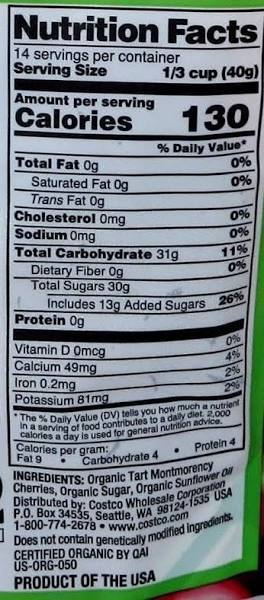 Nutrition Facts
14 servings per container
Serving Size 1/3 cup (40g)
Amount per serving
Calories 130
% Daily Value*
Total Fat 0g 0%
Saturated Fat 0g 0%
Trans Fat 0g
Cholesterol 0mg 0%
Sodium 0mg 0%
Total Carbohydrate 31g 11%
Dietary Fiber 0g 0%
Total Sugars 30g
Includes 13g Added Sugars 26%
Protein 0g
Vitamin D 0mcg 0%
Calcium 49mg 4%
Iron 0.2mg 2%
Potassium 81mg 2%
*The % Daily Value (DV) tells you how much a nutrient
in a serving of food contributes to a daily diet. 2,000
calories a day is used for general nutrition advice.
Calories per gram:
Fat 9 • Carbohydrate 4 • Protein 4
INGREDIENTS: Organic Tart Montmorency
Cherries, Organic Sugar, Organic Sunflower Oil
Distributed by: Costco Wholesale Corporation
P.O. Box 34535, Seattle, WA 98124-1535 USA
1-800-774-2678 • www.costco.com
Does not contain genetically modified ingredients.
CERTIFIED ORGANIC BY QAI
US-ORG-050
PRODUCT OF THE USA